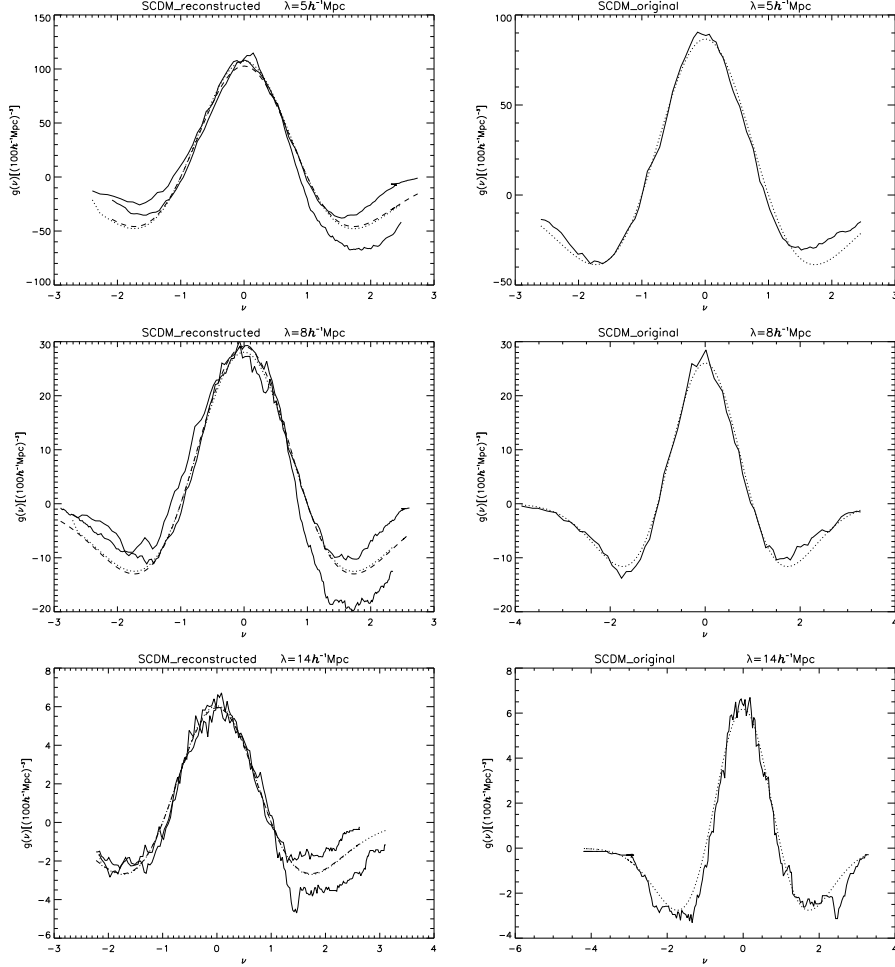 SCDM_reconstructed λ=5h⁻¹Mpc
g(ν)[(100h⁻¹Mpc)⁻³]
150
100
50
0
−50
−100
−3 −2 −1 0 1 2 3
ν
SCDM_original λ=5h⁻¹Mpc
g(ν)[(100h⁻¹Mpc)⁻³]
100
50
0
−50
−3 −2 −1 0 1 2 3
ν
SCDM_reconstructed λ=8h⁻¹Mpc
g(ν)[(100h⁻¹Mpc)⁻³]
30
20
10
0
−10
−20
−3 −2 −1 0 1 2 3
ν
SCDM_original λ=8h⁻¹Mpc
g(ν)[(100h⁻¹Mpc)⁻³]
30
20
10
0
−10
−20
−4 −2 0 2 4
ν
SCDM_reconstructed λ=14h⁻¹Mpc
g(ν)[(100h⁻¹Mpc)⁻³]
8
6
4
2
0
−2
−4
−6
−3 −2 −1 0 1 2 3 4
ν
SCDM_original λ=14h⁻¹Mpc
g(ν)[(100h⁻¹Mpc)⁻³]
8
6
4
2
0
−2
−4
−6 −4 −2 0 2 4
ν